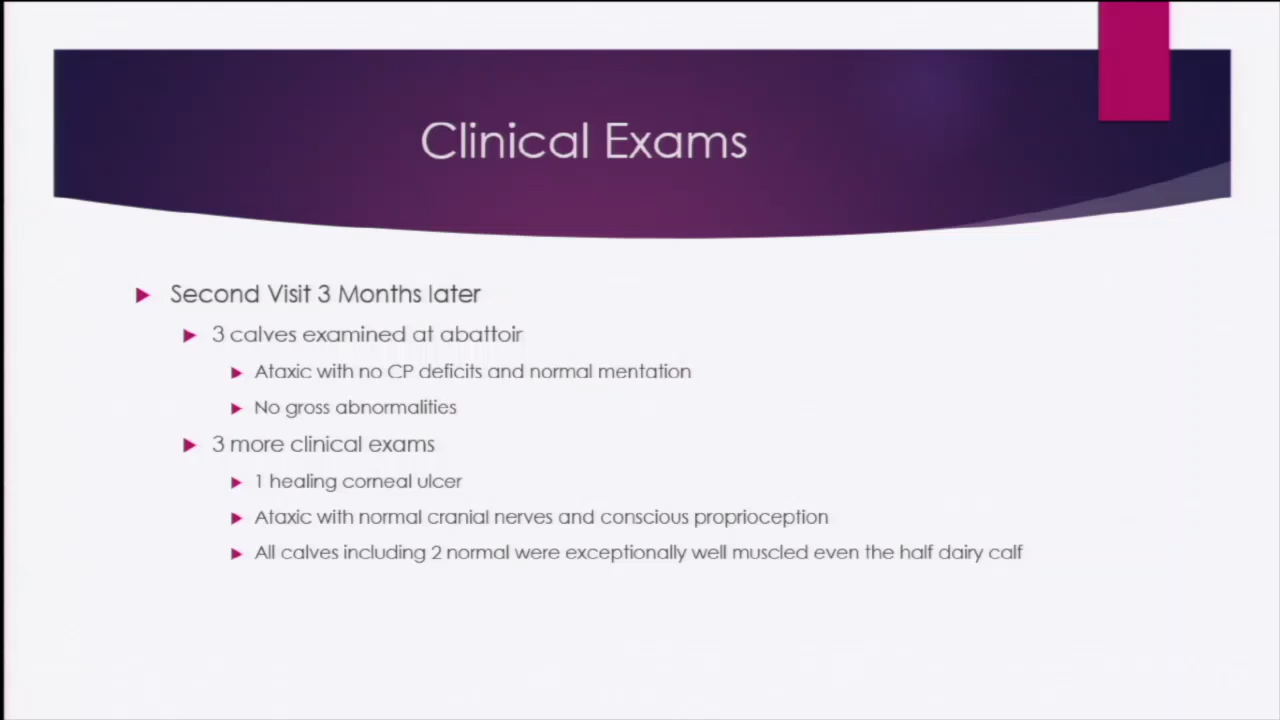 Clinical Exams
Second Visit 3 Months later
3 calves examined at abattoir
Ataxic with no CP deficits and normal mentation
No gross abnormalities
3 more clinical exams
1 healing corneal ulcer
Ataxic with normal cranial nerves and conscious proprioception
All calves including 2 normal were exceptionally well muscled even the half dairy calf